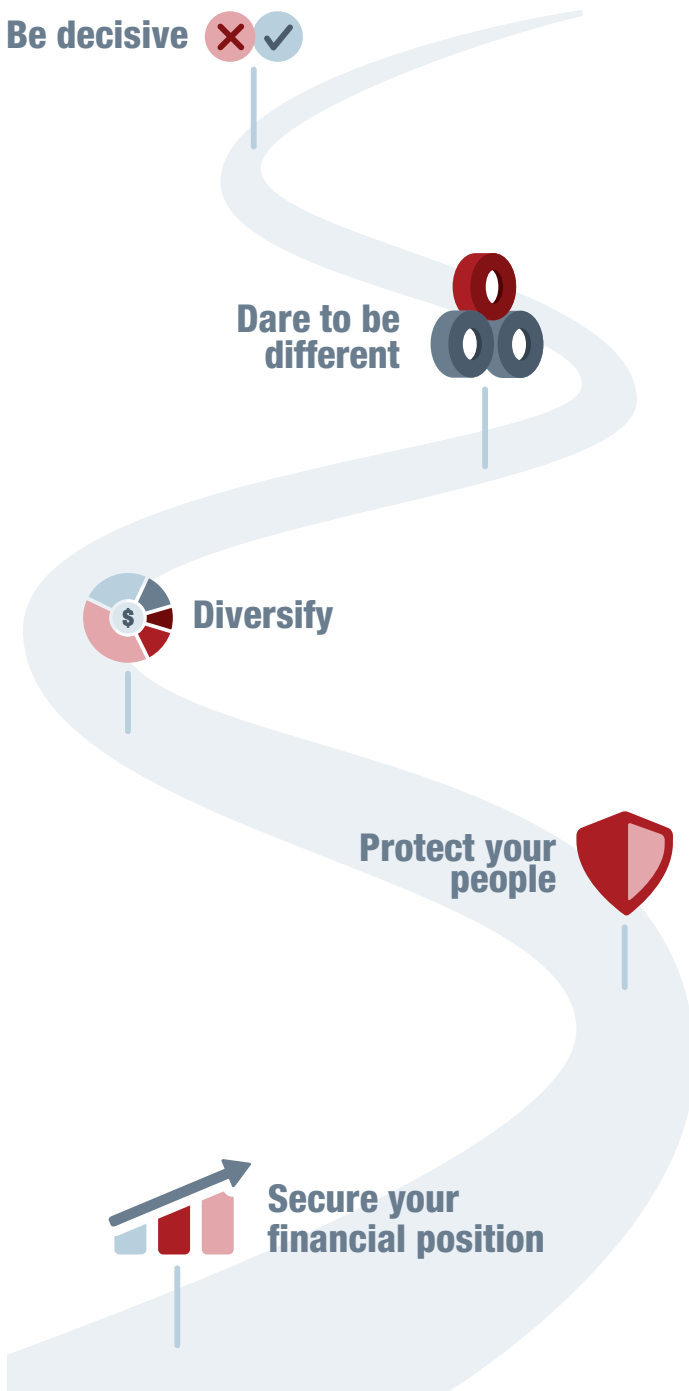 Be decisive
Dare to be
different
$
Diversify
Protect your
people
Secure your
financial position